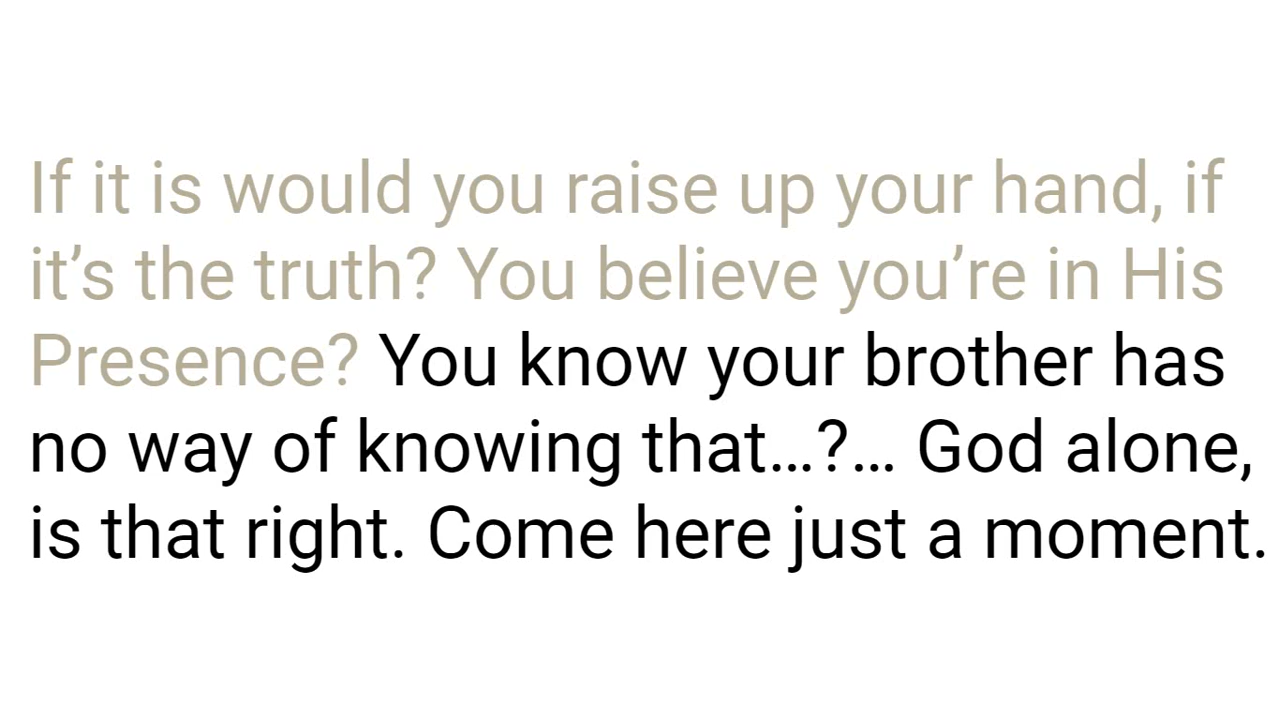 If it is would you raise up your hand, if
it’s the truth? You believe you’re in His
Presence? You know your brother has
no way of knowing that…?… God alone,
is that right. Come here just a moment.